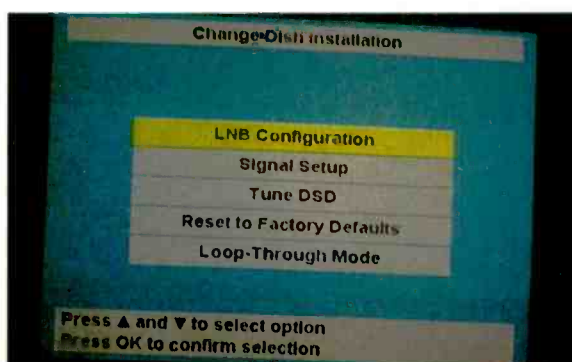 Change Dish Installation
LNB Configuration
Signal Setup
Tune DSD
Reset to Factory Defaults
Loop-Through Mode
Press ▲ and ▼ to select option
Press OK to confirm selection